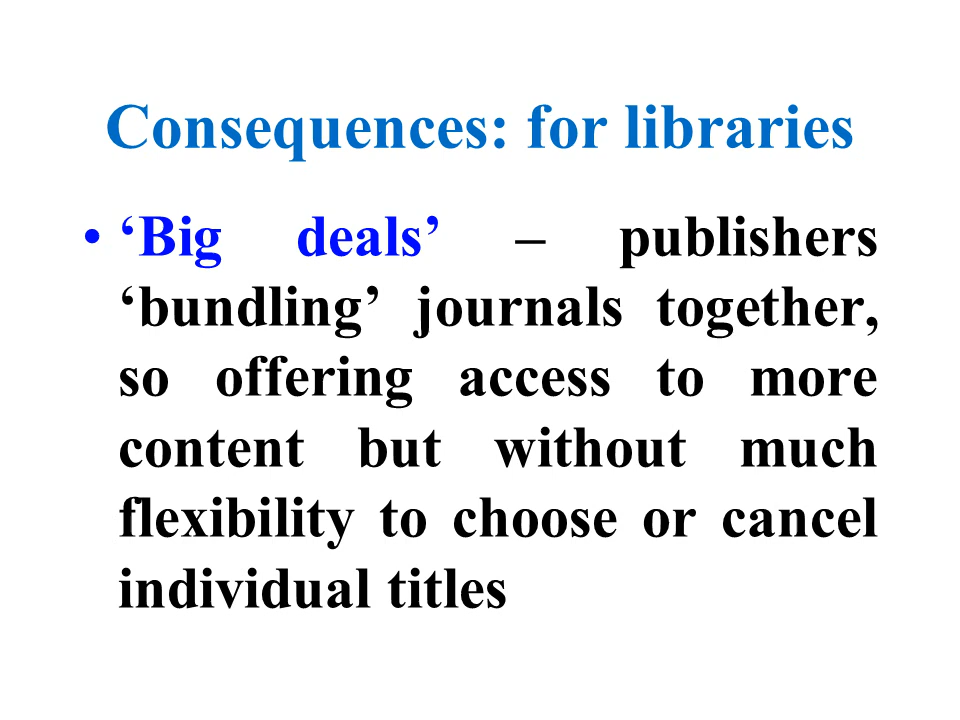 Consequences: for libraries
• ‘Big deals’ – publishers
‘bundling’ journals together,
so offering access to more
content but without much
flexibility to choose or cancel
individual titles